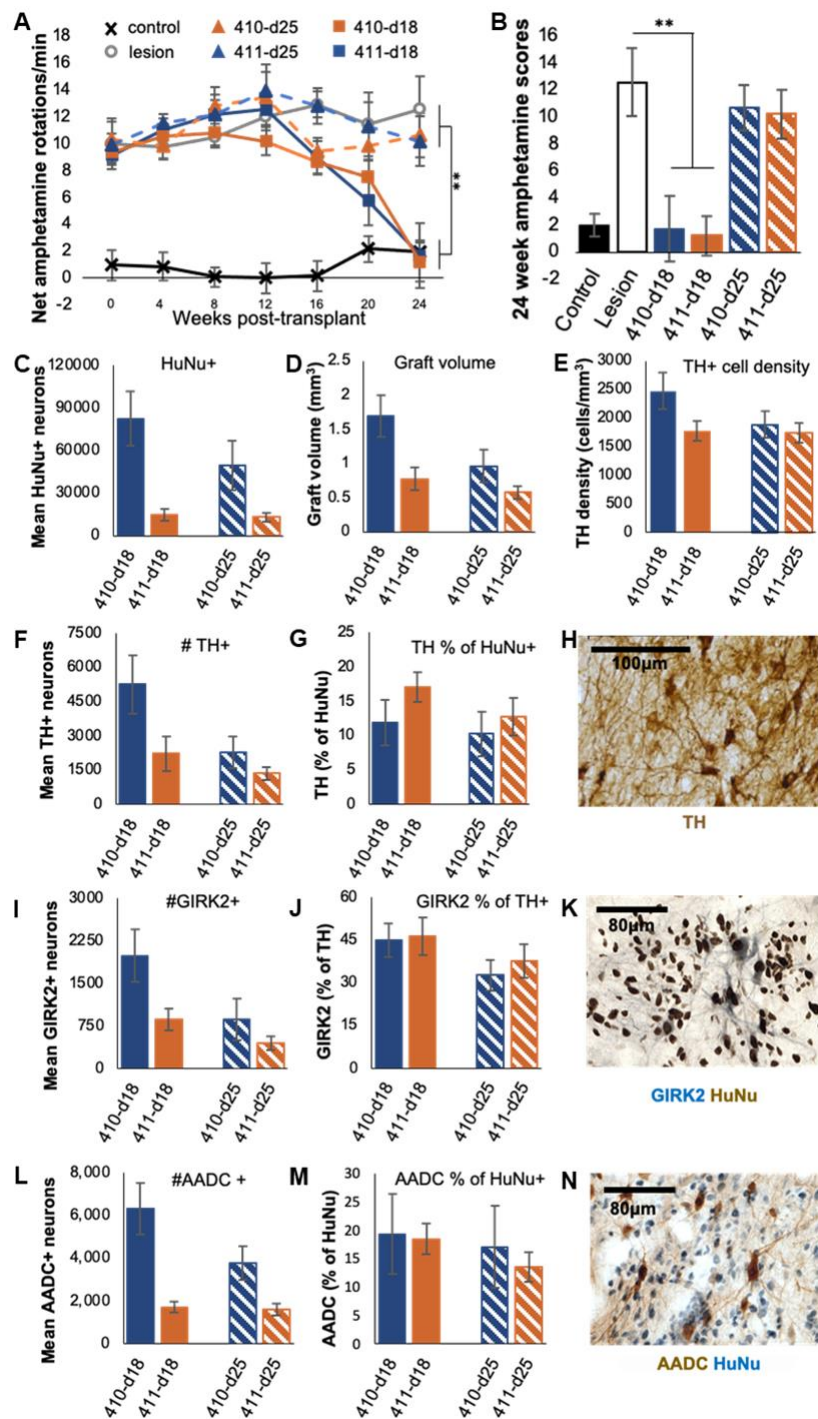 A
control
410-d25
410-d18
lesion
411-d25
411-d18
Net amphetamine rotations/min
18
16
14
12
10
8
6
4
2
0
-2
0 4 8 12 16 20 24
Weeks post-transplant
**
B
24 week amphetamine scores
16
14
12
10
8
6
4
2
0
-2
**
Control
Lesion
410-d18
411-d18
410-d25
411-d25
C
HuNu+
Mean HuNu+ neurons
120000
90000
60000
30000
0
410-d18
411-d18
410-d25
411-d25
D
Graft volume
Graft volume (mm³)
2.5
2
1.5
1
0.5
0
410-d18
411-d18
410-d25
411-d25
E
TH+ cell density
TH density (cells/mm³)
3000
2500
2000
1500
1000
500
0
410-d18
411-d18
410-d25
411-d25
F
# TH+
Mean TH+ neurons
7500
6000
4500
3000
1500
0
410-d18
411-d18
410-d25
411-d25
G
TH % of HuNu+
TH (% of HuNu)
25
20
15
10
5
0
410-d18
411-d18
410-d25
411-d25
H
100µm
TH
I
#GIRK2+
Mean GIRK2+ neurons
3000
2250
1500
750
0
410-d18
411-d18
410-d25
411-d25
J
GIRK2 % of TH+
GIRK2 (% of TH)
60
45
30
15
0
410-d18
411-d18
410-d25
411-d25
K
80µm
GIRK2 HuNu
L
#AADC +
Mean AADC+ neurons
8,000
6,000
4,000
2,000
0
410-d18
411-d18
410-d25
411-d25
M
AADC % of HuNu+
AADC (% of HuNu)
30
25
20
15
10
5
0
410-d18
411-d18
410-d25
411-d25
N
80µm
AADC HuNu